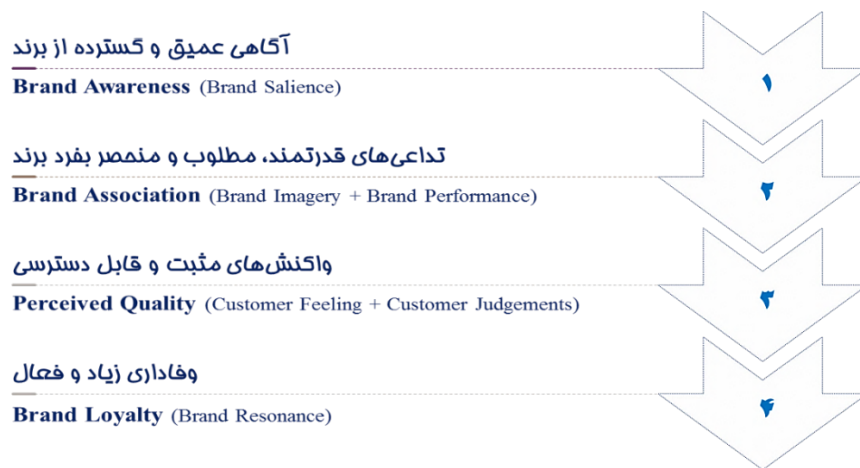 آگاهی عمیق و گسترده از برند
۱
Brand Awareness (Brand Salience)
تداعی‌های قدرتمند، مطلوب و منحصر بفرد برند
۲
Brand Association (Brand Imagery + Brand Performance)
واکنش‌های مثبت و قابل دسترسی
۳
Perceived Quality (Customer Feeling + Customer Judgements)
وفاداری زیاد و فعال
۴
Brand Loyalty (Brand Resonance)